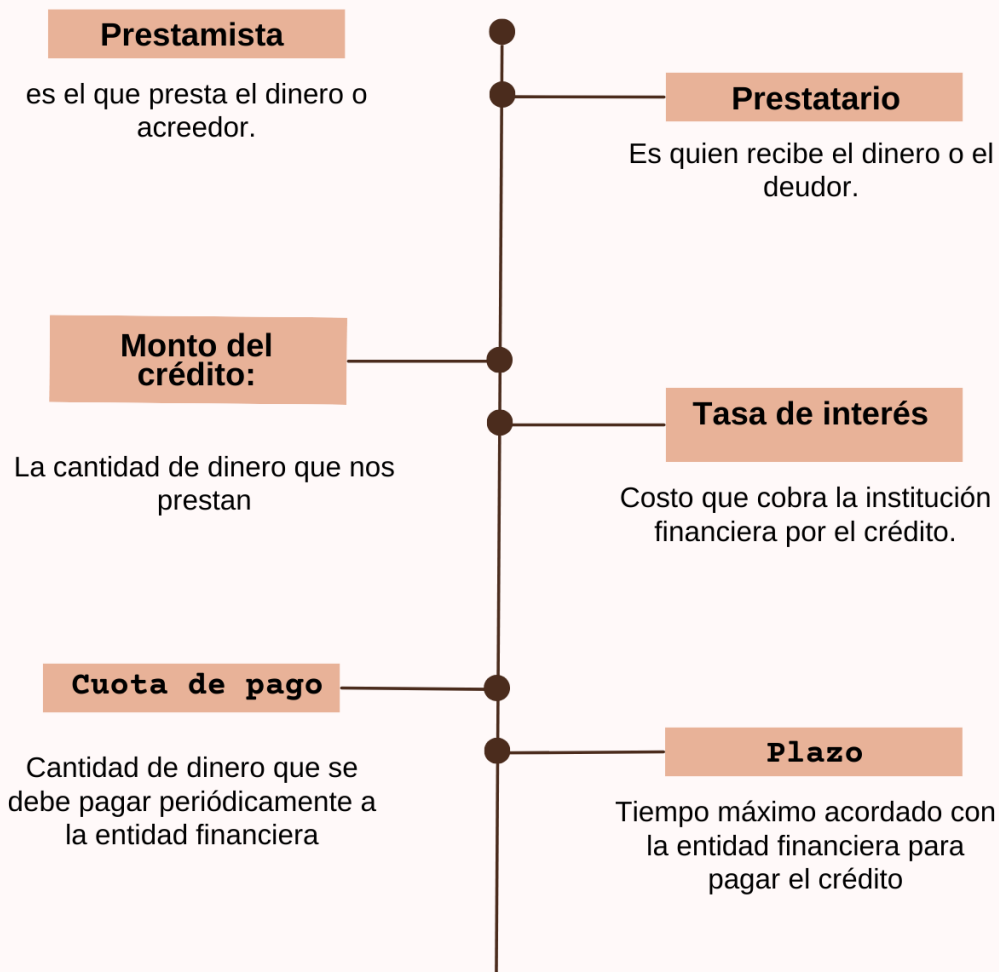 Prestamista
es el que presta el dinero o
acreedor.
Prestatario
Es quien recibe el dinero o el
deudor.
Monto del
crédito:
La cantidad de dinero que nos
prestan
Tasa de interés
Costo que cobra la institución
financiera por el crédito.
Cuota de pago
Cantidad de dinero que se
debe pagar periódicamente a
la entidad financiera
Plazo
Tiempo máximo acordado con
la entidad financiera para
pagar el crédito